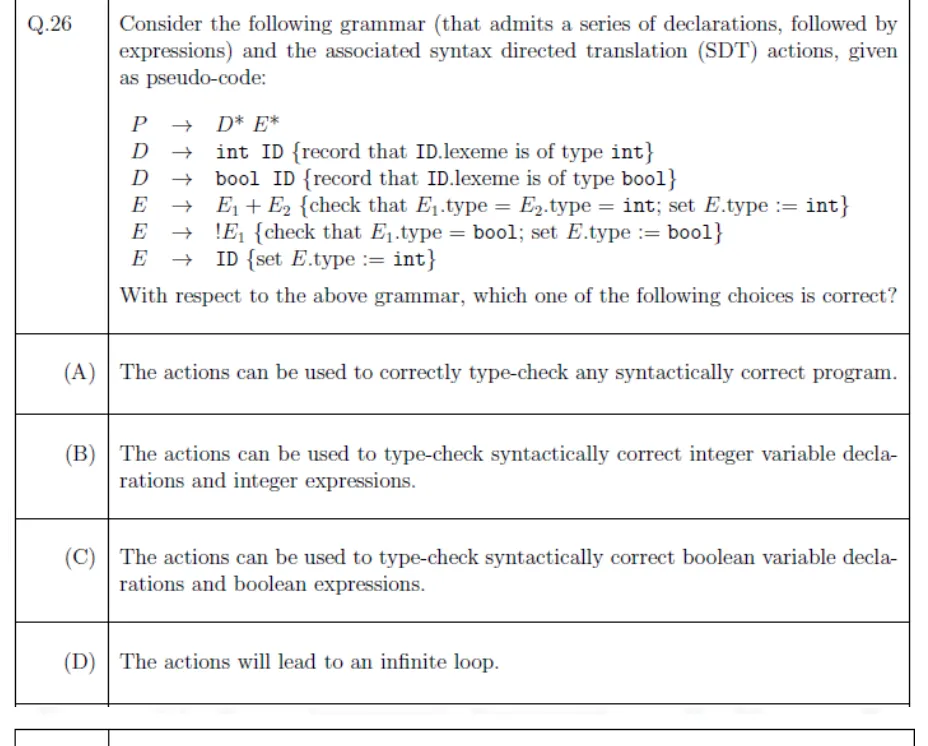 Q.26
Consider the following grammar (that admits a series of declarations, followed by
expressions) and the associated syntax directed translation (SDT) actions, given
as pseudo-code:
P → D* E*
D → int ID {record that ID.lexeme is of type int}
D → bool ID {record that ID.lexeme is of type bool}
E → E₁ + E₂ {check that E₁.type = E₂.type = int; set E.type := int}
E → !E₁ {check that E₁.type = bool; set E.type := bool}
E → ID {set E.type := int}
With respect to the above grammar, which one of the following choices is correct?
(A) The actions can be used to correctly type-check any syntactically correct program.
(B) The actions can be used to type-check syntactically correct integer variable decla-
rations and integer expressions.
(C) The actions can be used to type-check syntactically correct boolean variable decla-
rations and boolean expressions.
(D) The actions will lead to an infinite loop.